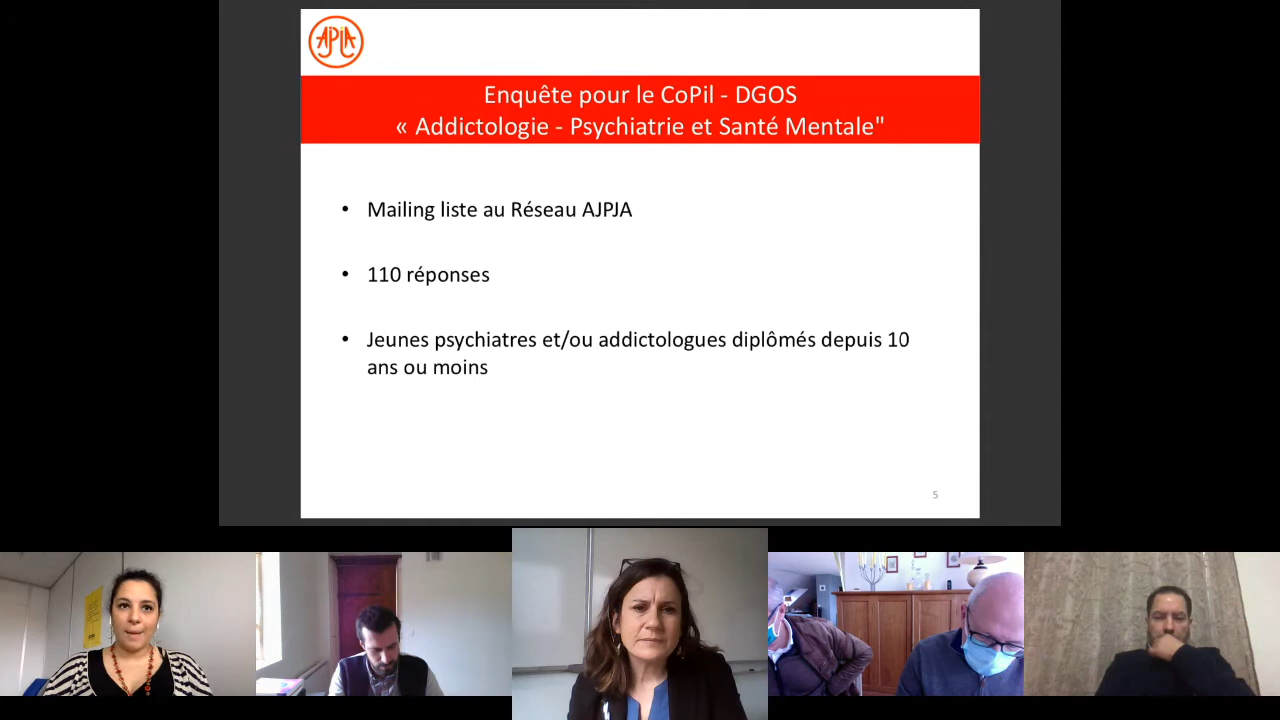 AJPJA
Enquête pour le CoPil - DGOS
« Addictologie - Psychiatrie et Santé Mentale"
• Mailing liste au Réseau AJPJA
• 110 réponses
• Jeunes psychiatres et/ou addictologues diplômés depuis 10
ans ou moins
5